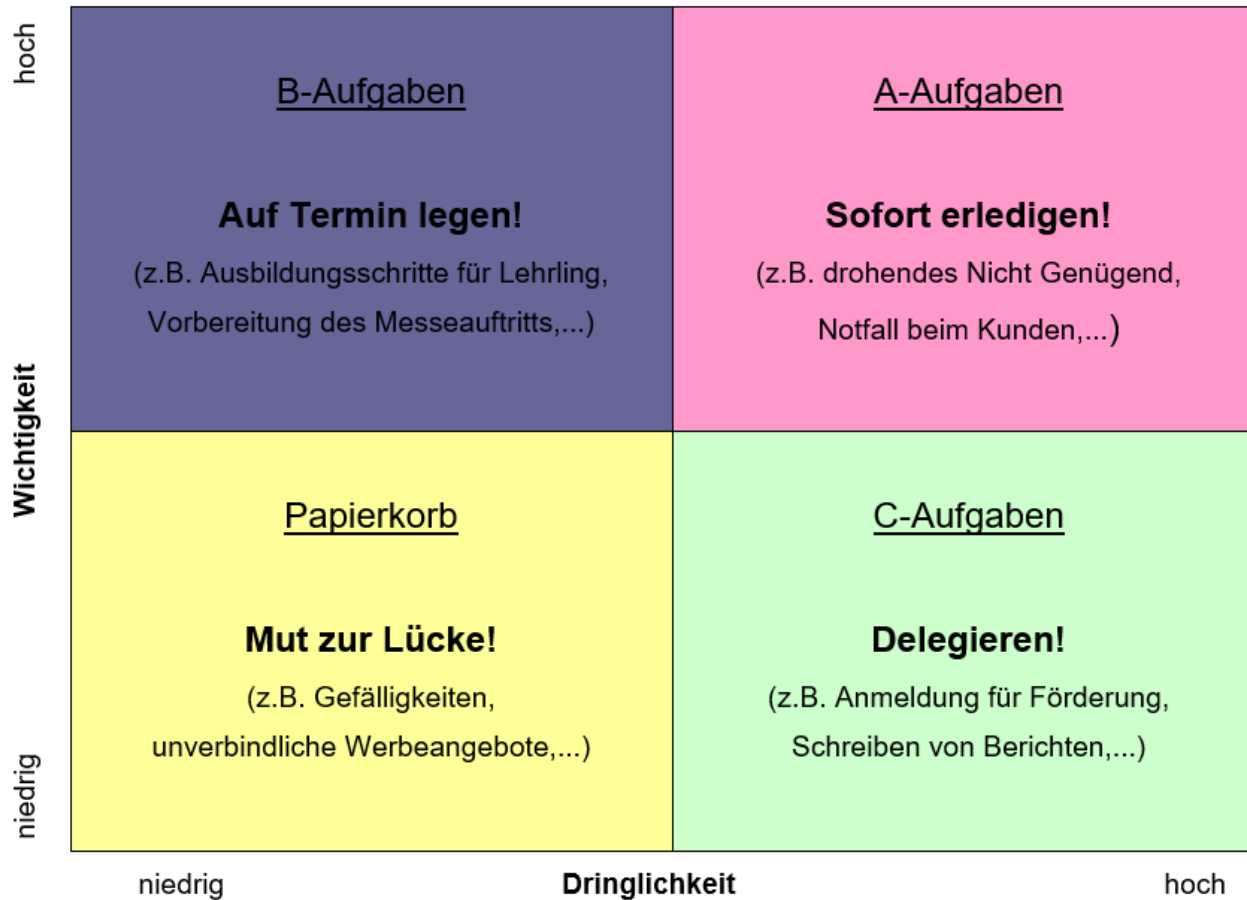 hoch
B-Aufgaben
Auf Termin legen!
(z.B. Ausbildungsschritte für Lehrling,
Vorbereitung des Messeauftritts,...)
A-Aufgaben
Sofort erledigen!
(z.B. drohendes Nicht Genügend,
Notfall beim Kunden,...)
Wichtigkeit
Papierkorb
Mut zur Lücke!
(z.B. Gefälligkeiten,
unverbindliche Werbeangebote,...)
C-Aufgaben
Delegieren!
(z.B. Anmeldung für Förderung,
Schreiben von Berichten,...)
niedrig
niedrig
Dringlichkeit
hoch